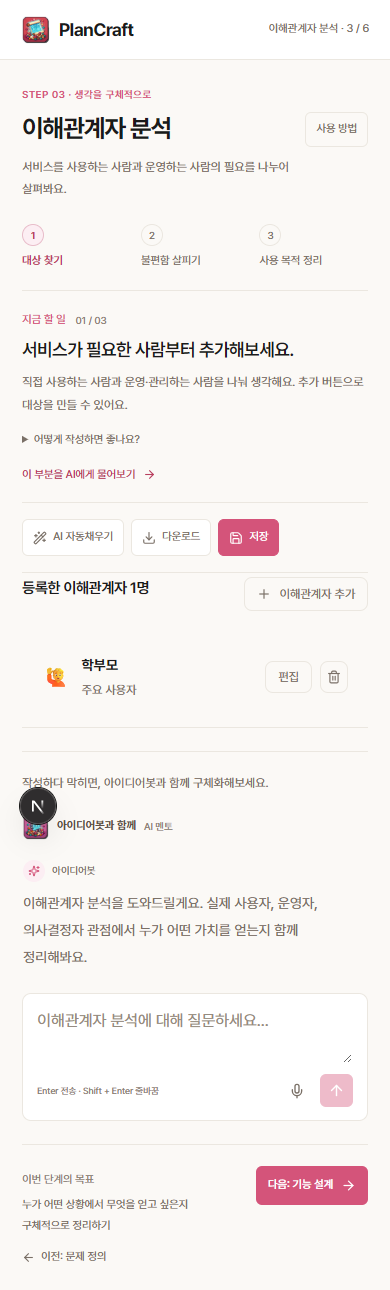 PlanCraft
이해관계자 분석 · 3 / 6
STEP 03 · 생각을 구체적으로
이해관계자 분석
사용 방법
서비스를 사용하는 사람과 운영하는 사람의 필요를 나누어
살펴봐요.
1
2
3
대상 찾기
불편함 살피기
사용 목적 정리
지금 할 일
01 / 03
서비스가 필요한 사람부터 추가해보세요.
직접 사용하는 사람과 운영·관리하는 사람을 나눠 생각해요. 추가 버튼으로
대상을 만들 수 있어요.
▶ 어떻게 작성하면 좋나요?
이 부분을 AI에게 물어보기 →
AI 자동채우기
다운로드
저장
등록한 이해관계자 1명
+ 이해관계자 추가
학부모
주요 사용자
편집
작성하다 막히면, 아이디어봇과 함께 구체화해보세요.
N
아이디어봇과 함께
AI 멘토
아이디어봇
이해관계자 분석을 도와드릴게요. 실제 사용자, 운영자,
의사결정자 관점에서 누가 어떤 가치를 얻는지 함께
정리해봐요.
이해관계자 분석에 대해 질문하세요...
Enter 전송 · Shift + Enter 줄바꿈
이번 단계의 목표
누가 어떤 상황에서 무엇을 얻고 싶은지
구체적으로 정리하기
다음: 기능 설계 →
← 이전: 문제 정의